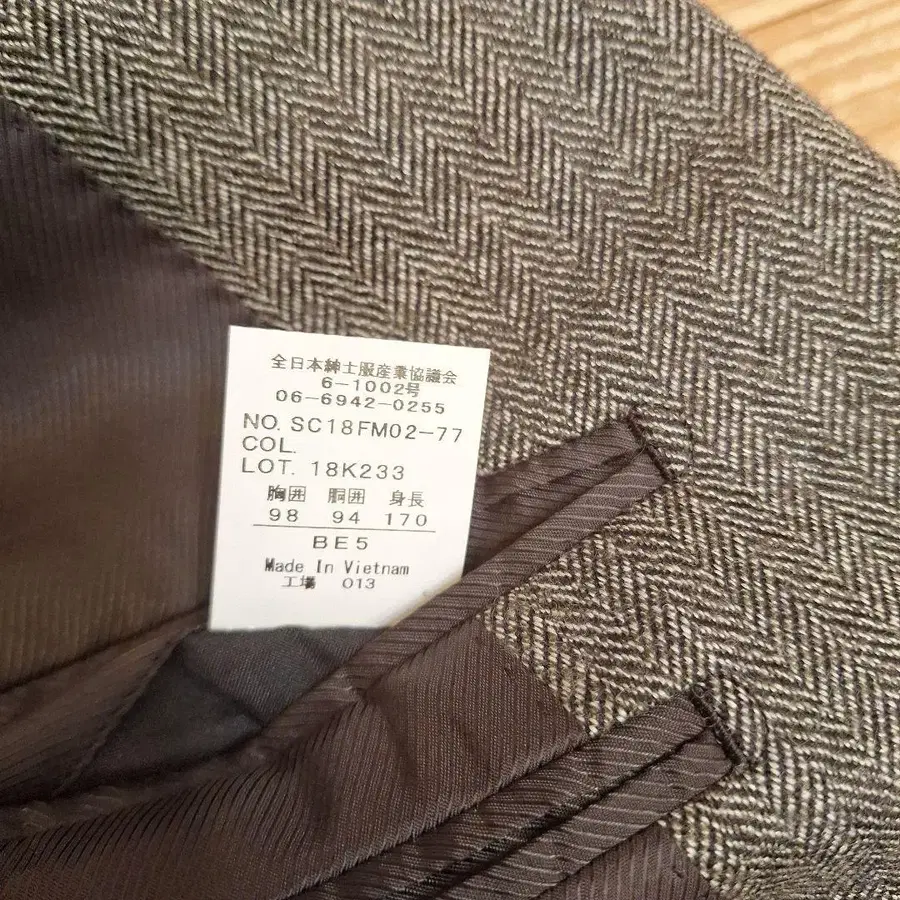 全日本紳士服産業協議会
6-1002号
06-6942-0255
NO. SC18FM02-77
COL.
LOT. 18K233
胸囲 胴囲 身長
98 94 170
BE5
Made In Vietnam
工場 013